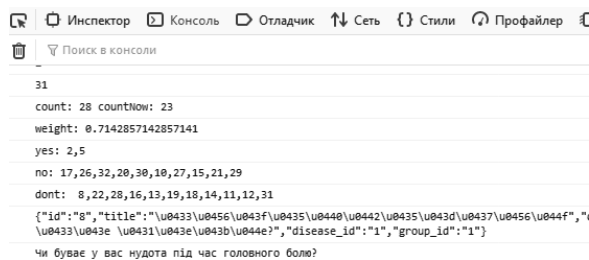 Инспектор Консоль Отладчик Сеть {} Стили Профайлер
Поиск в консоли
31
count: 28 countNow: 23
weight: 0.7142857142857141
yes: 2,5
no: 17,26,32,20,30,10,27,15,21,29
dont: 8,22,28,16,13,19,18,14,11,12,31
{"id":"8","title":"\u0433\u0456\u043f\u0435\u0440\u0442\u0435\u043d\u0437\u0456\u044f","
\u0433\u043e \u0431\u043e\u043b\u044e?","disease_id":"1","group_id":"1"}
Чи буває у вас нудота під час головного болю?